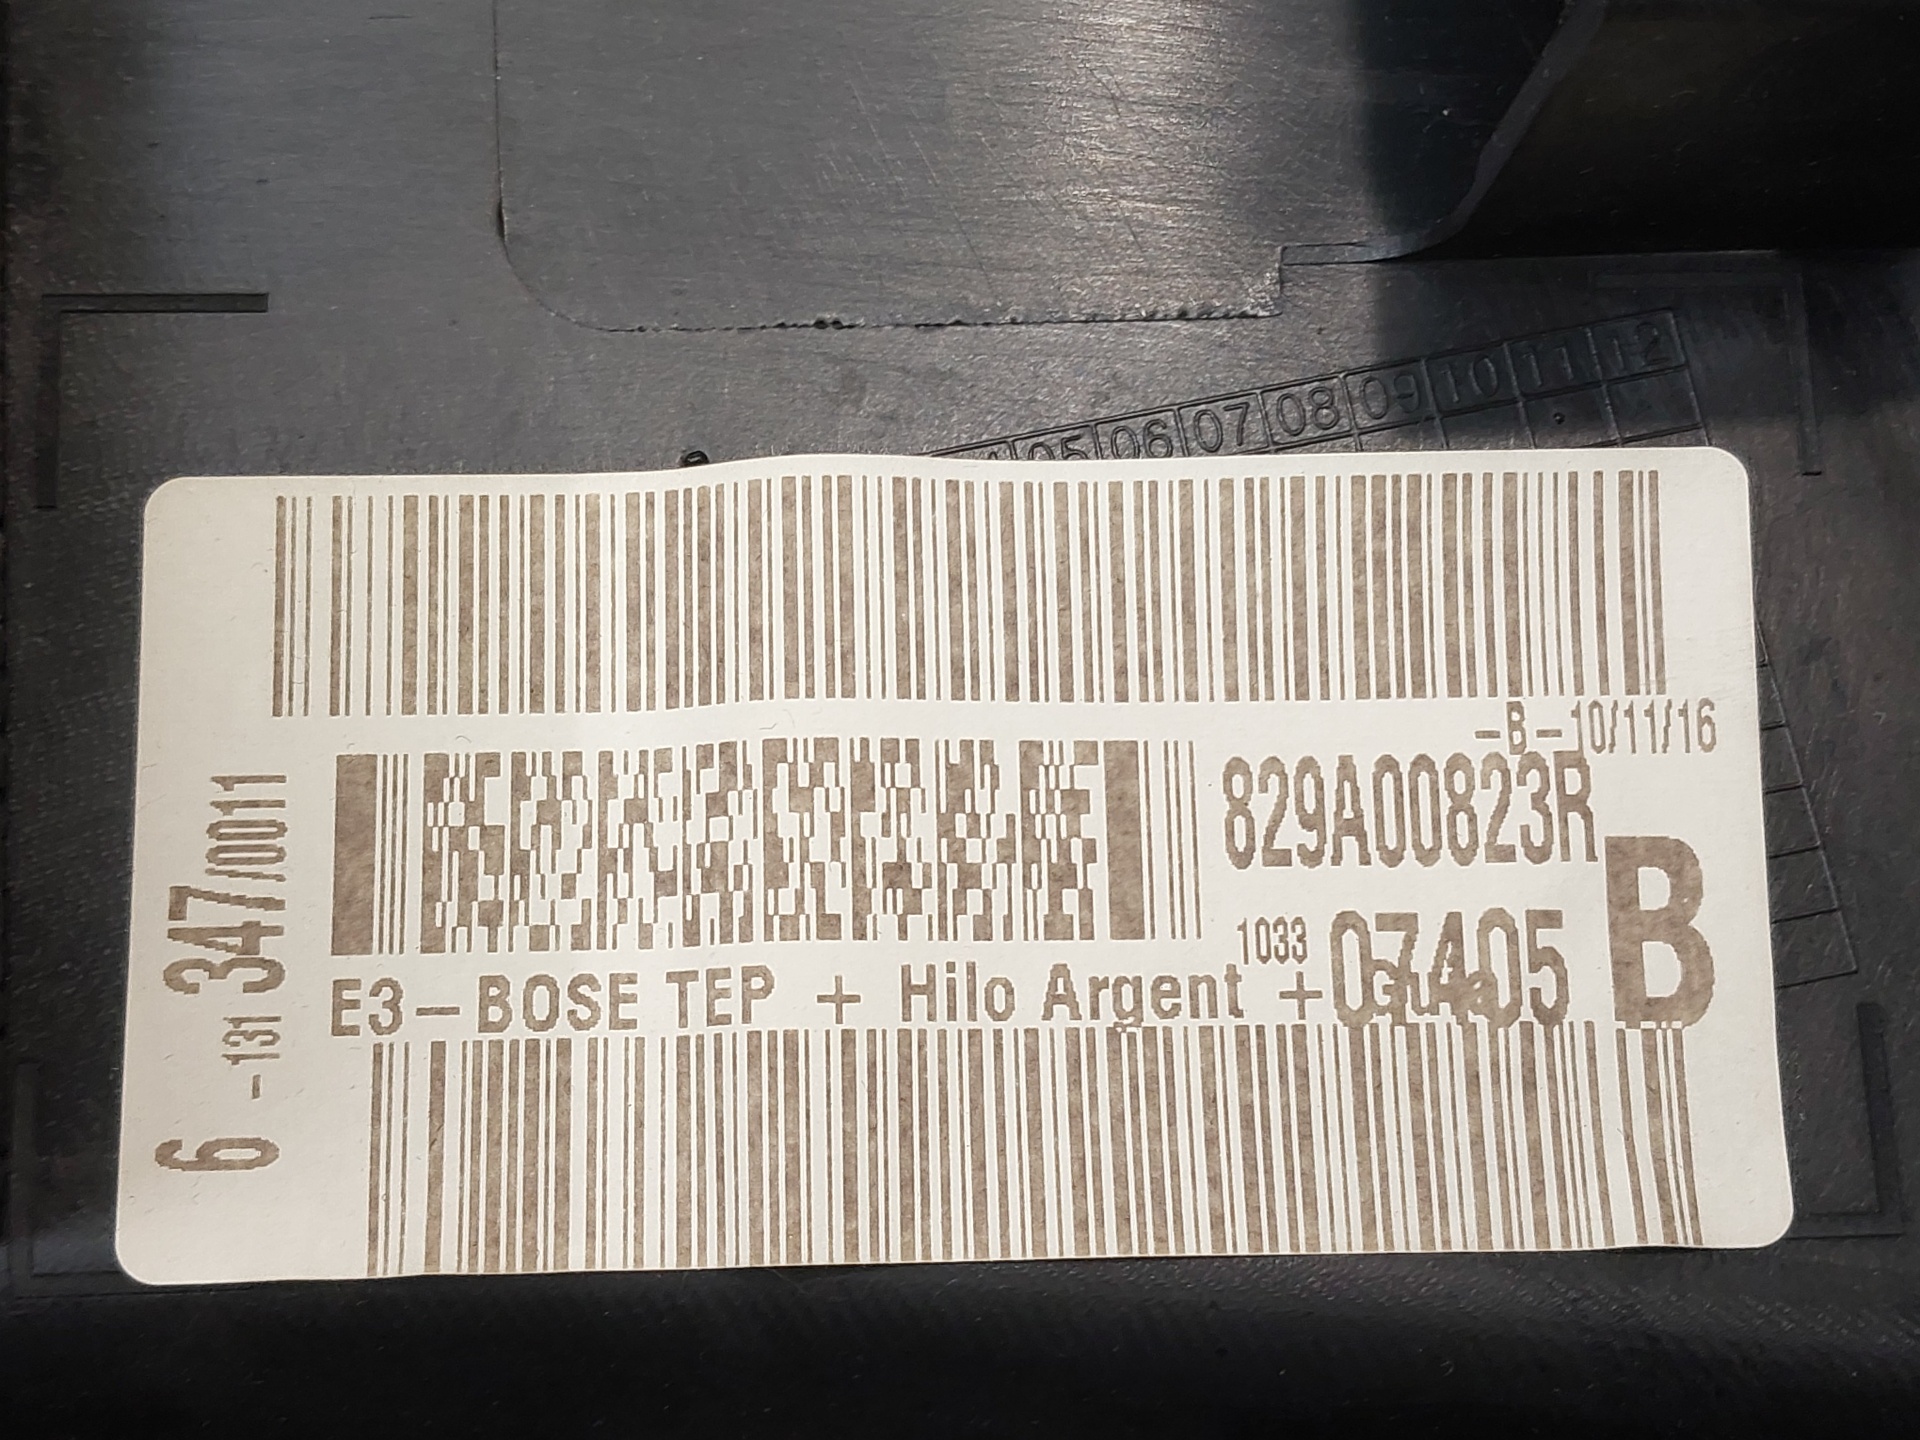 05 06 07 08 09 10 11 12
-B-10/11/16
829A00823R
B
1033 07405
E3-BOSE TEP + Hilo Argent +
6 -131 347/0011